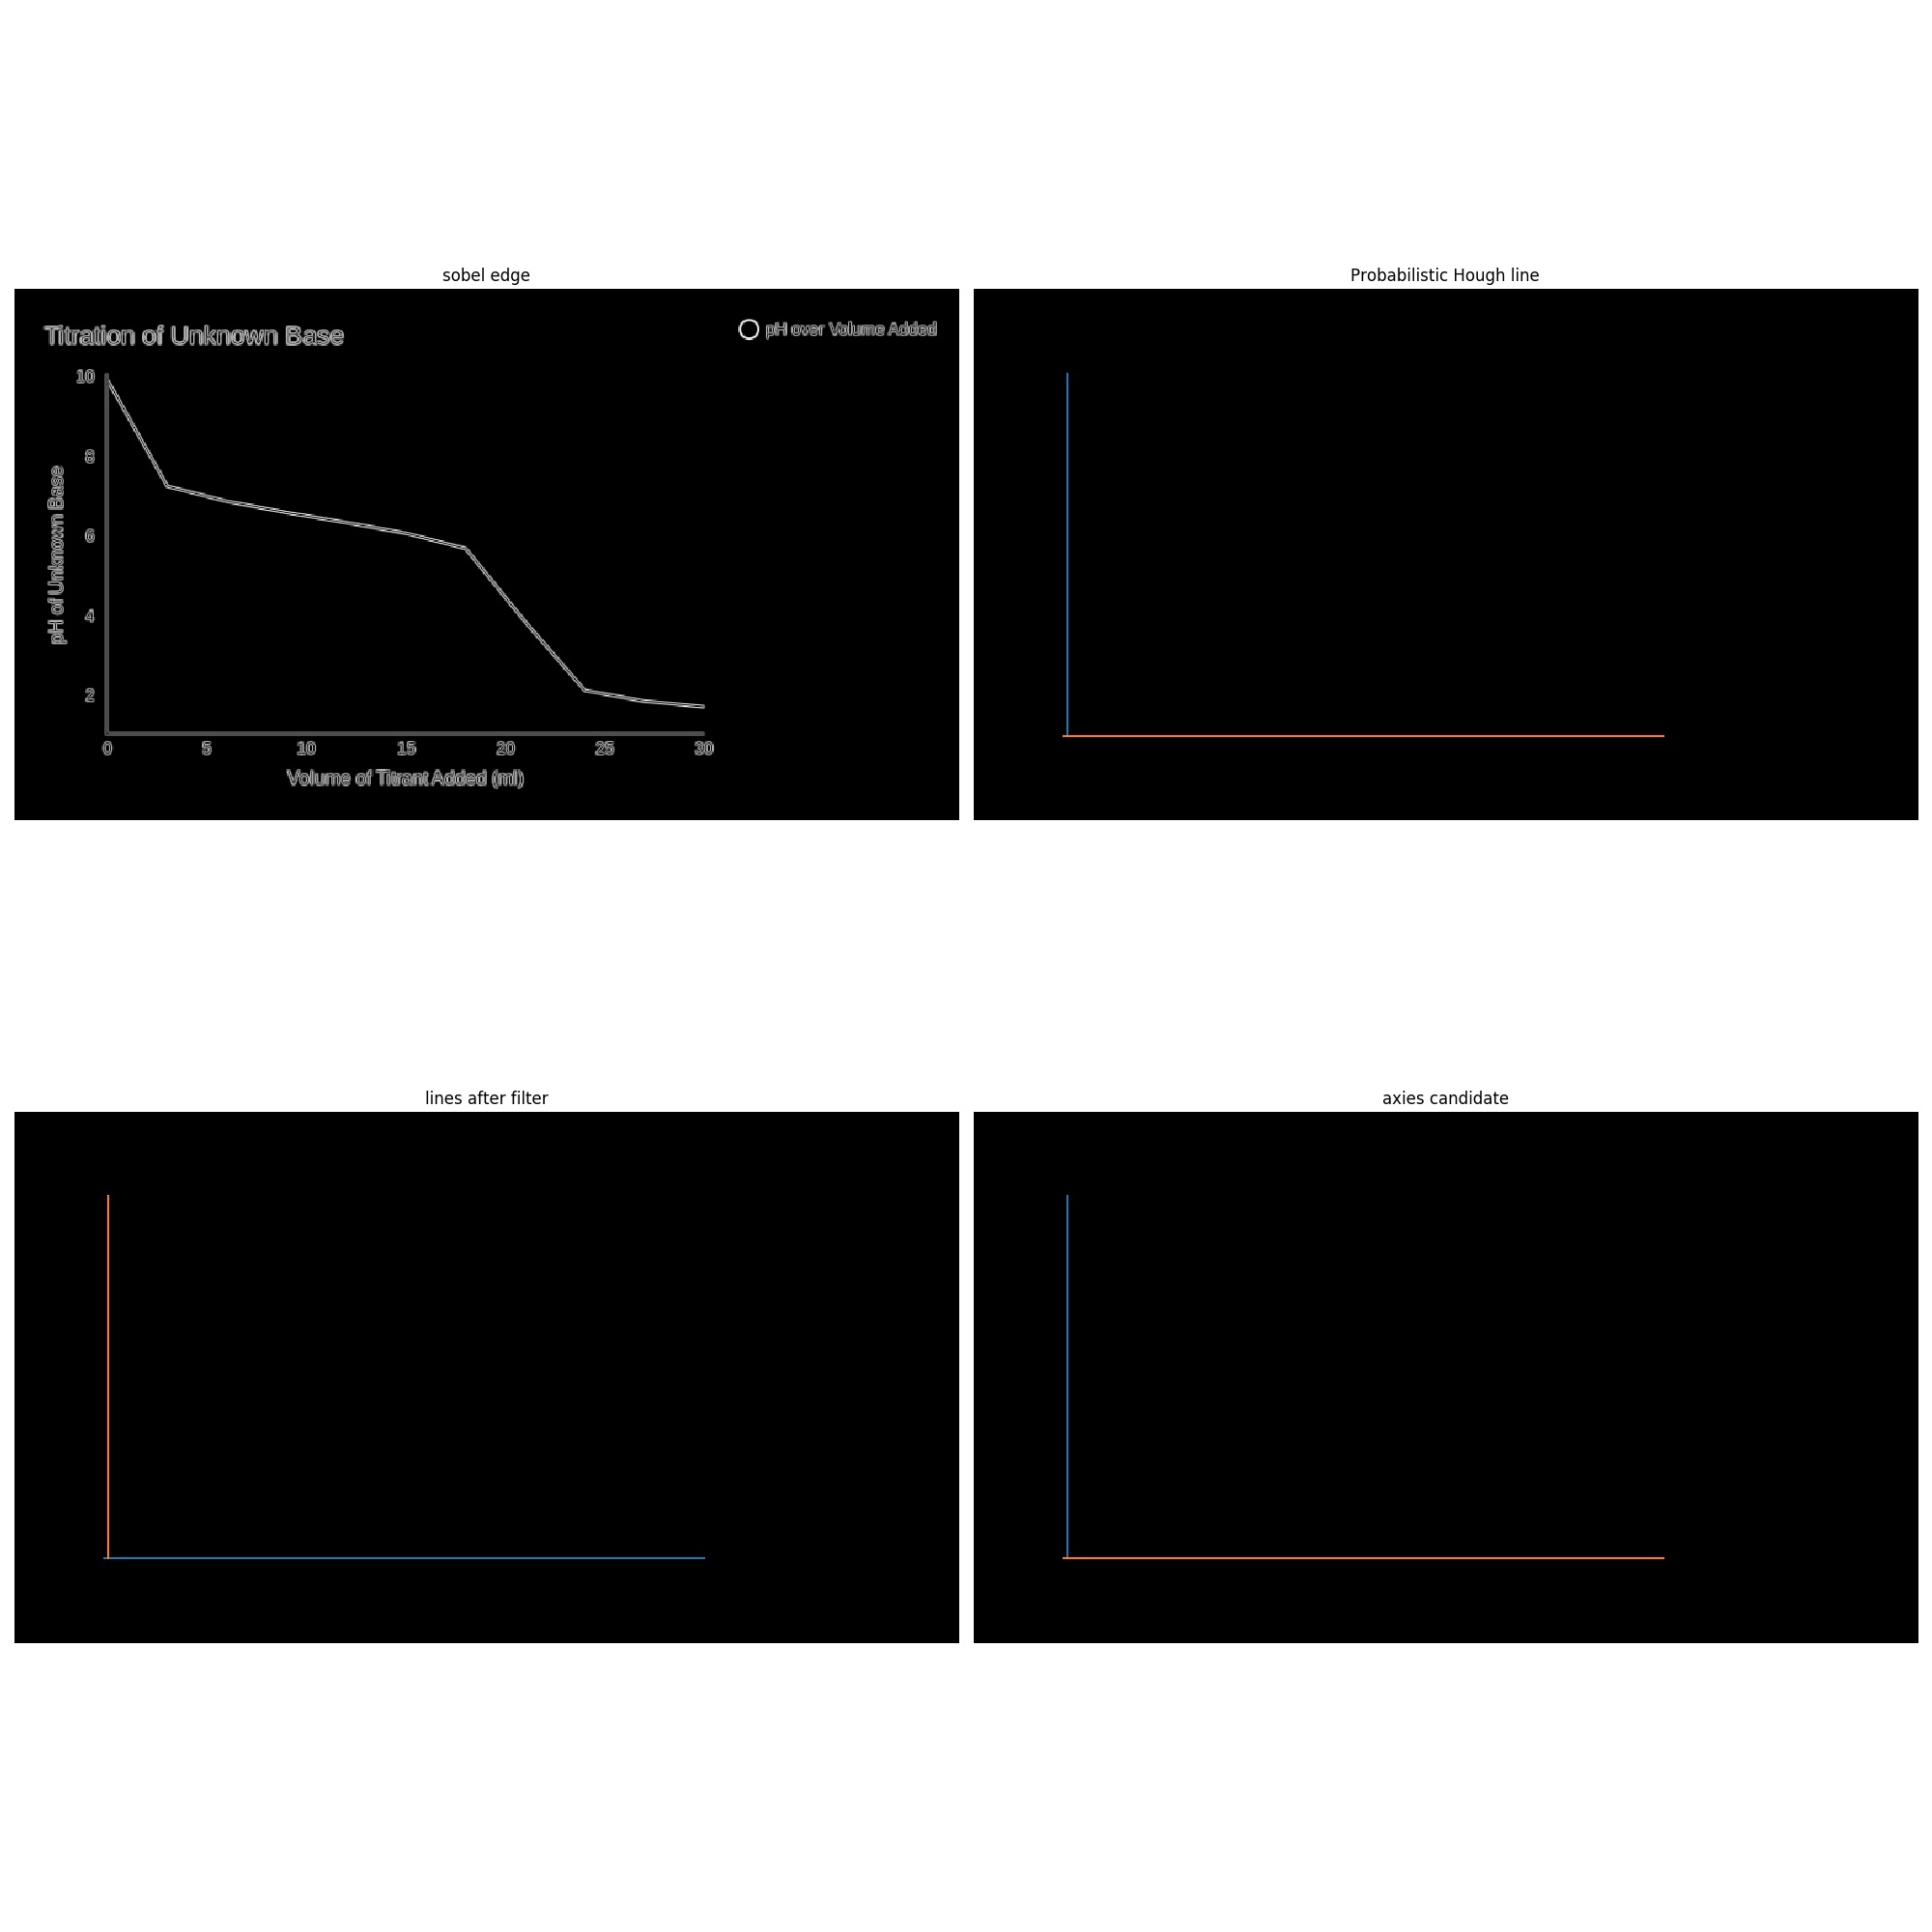 sobel edge
Probabilistic Hough line
Titration of Unknown Base
pH over Volume Added
10
8
6
4
2
pH of Unknown Base
0 5 10 15 20 25 30
Volume of Titrant Added (ml)
lines after filter
axies candidate